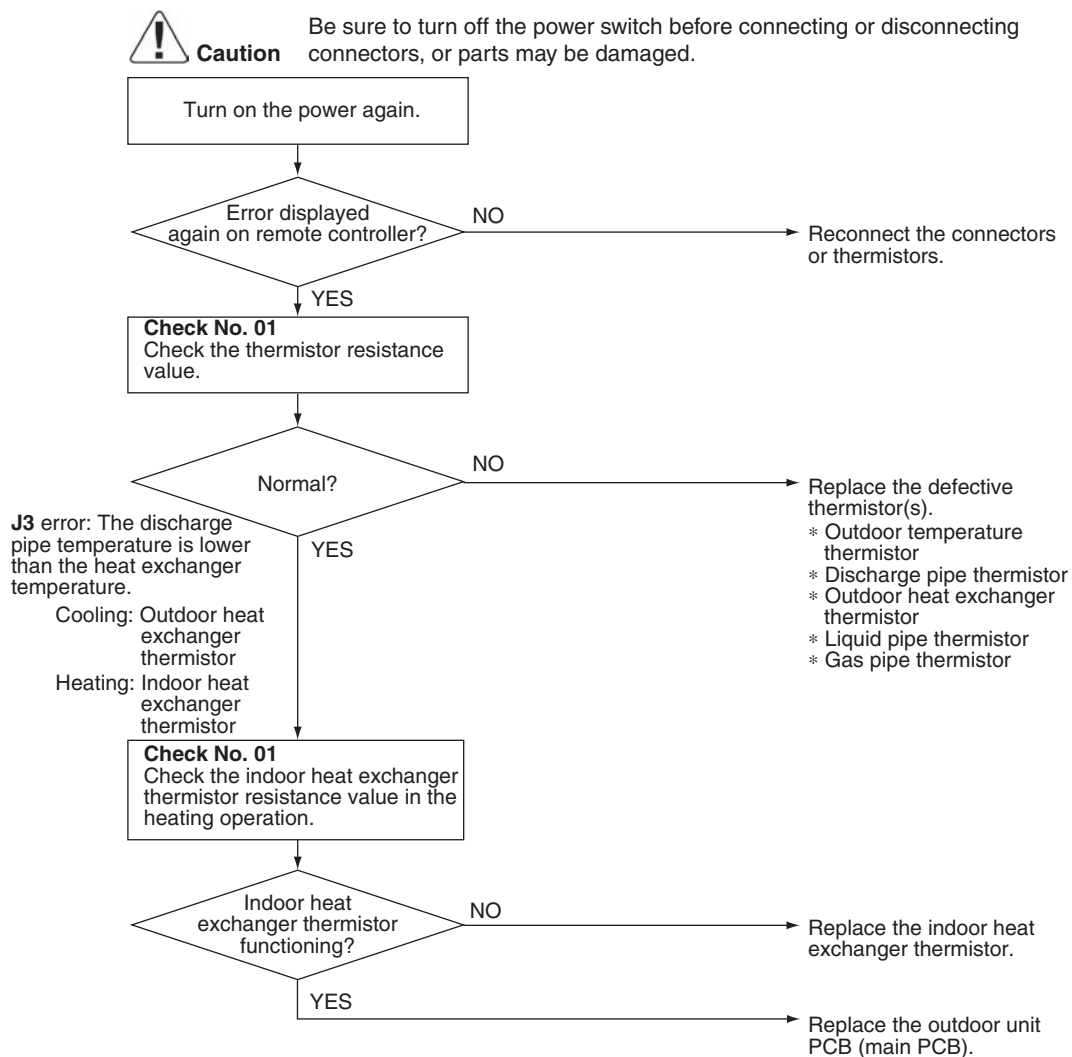 Be sure to turn off the power switch before connecting or disconnecting
Caution connectors, or parts may be damaged.
Turn on the power again.
Error displayed
again on remote controller?
NO
Reconnect the connectors
or thermistors.
YES
Check No. 01
Check the thermistor resistance
value.
Normal?
NO
Replace the defective
thermistor(s).
* Outdoor temperature
thermistor
* Discharge pipe thermistor
* Outdoor heat exchanger
thermistor
* Liquid pipe thermistor
* Gas pipe thermistor
YES
J3 error: The discharge
pipe temperature is lower
than the heat exchanger
temperature.
Cooling: Outdoor heat
exchanger
thermistor
Heating: Indoor heat
exchanger
thermistor
Check No. 01
Check the indoor heat exchanger
thermistor resistance value in the
heating operation.
Indoor heat
exchanger thermistor
functioning?
NO
Replace the indoor heat
exchanger thermistor.
YES
Replace the outdoor unit
PCB (main PCB).